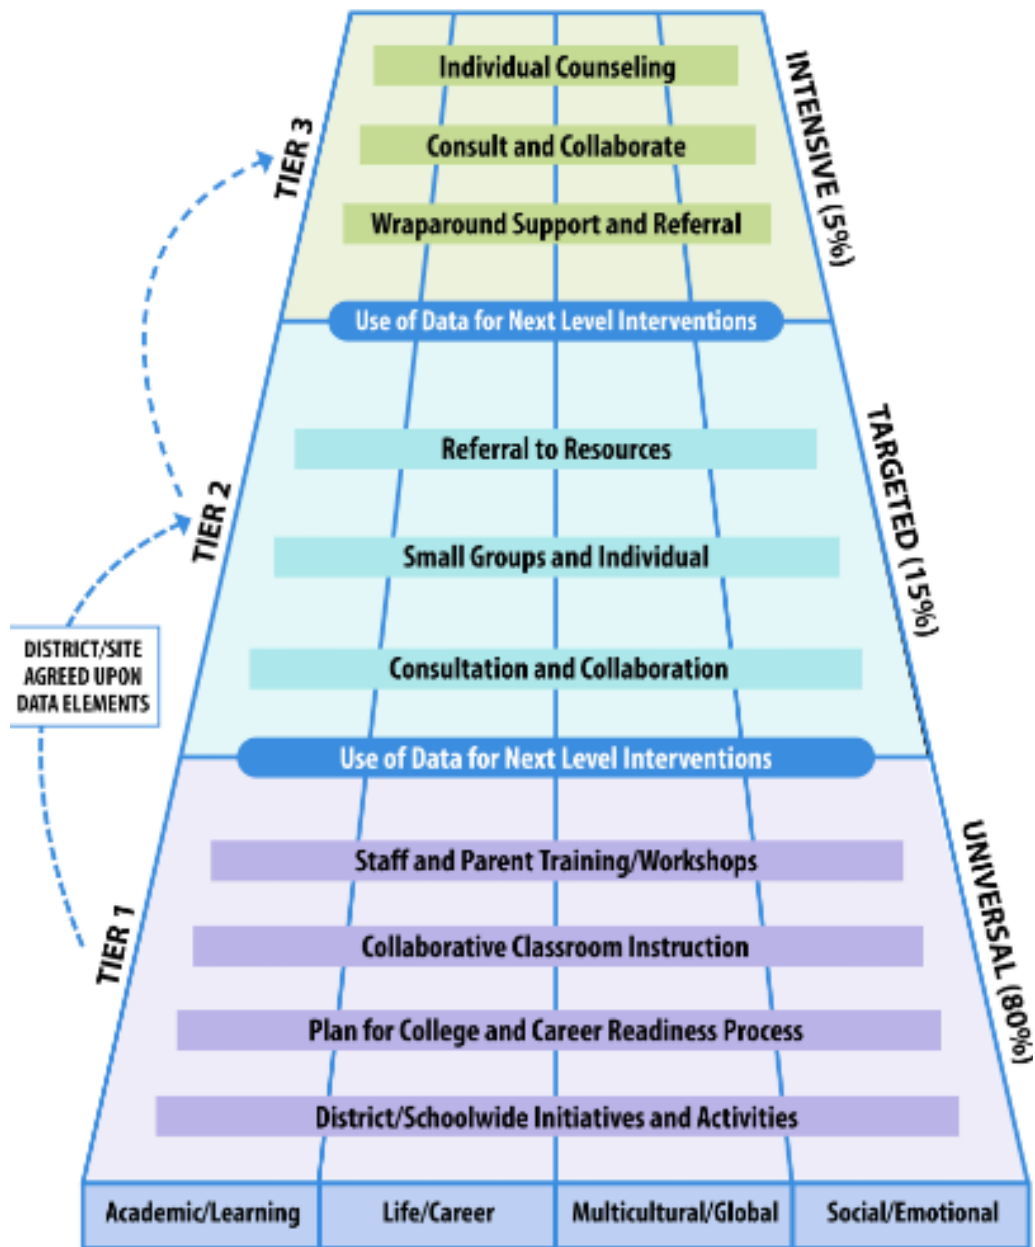 Individual Counseling
Consult and Collaborate
Wraparound Support and Referral
TIER 3
INTENSIVE (5%)
Use of Data for Next Level Interventions
Referral to Resources
Small Groups and Individual
Consultation and Collaboration
TIER 2
TARGETED (15%)
DISTRICT/SITE
AGREED UPON
DATA ELEMENTS
Use of Data for Next Level Interventions
Staff and Parent Training/Workshops
Collaborative Classroom Instruction
Plan for College and Career Readiness Process
District/Schoolwide Initiatives and Activities
TIER 1
UNIVERSAL (80%)
Academic/Learning
Life/Career
Multicultural/Global
Social/Emotional